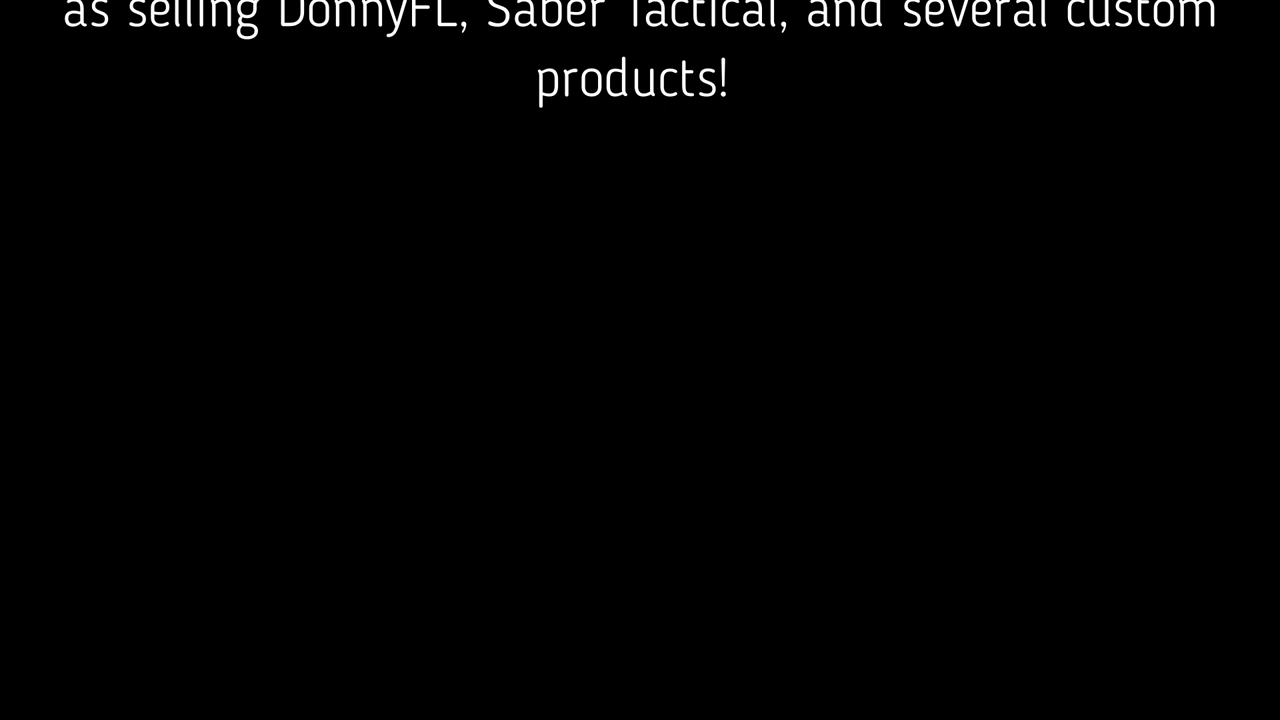 as selling DonnyFL, Saber Tactical, and several custom
products!